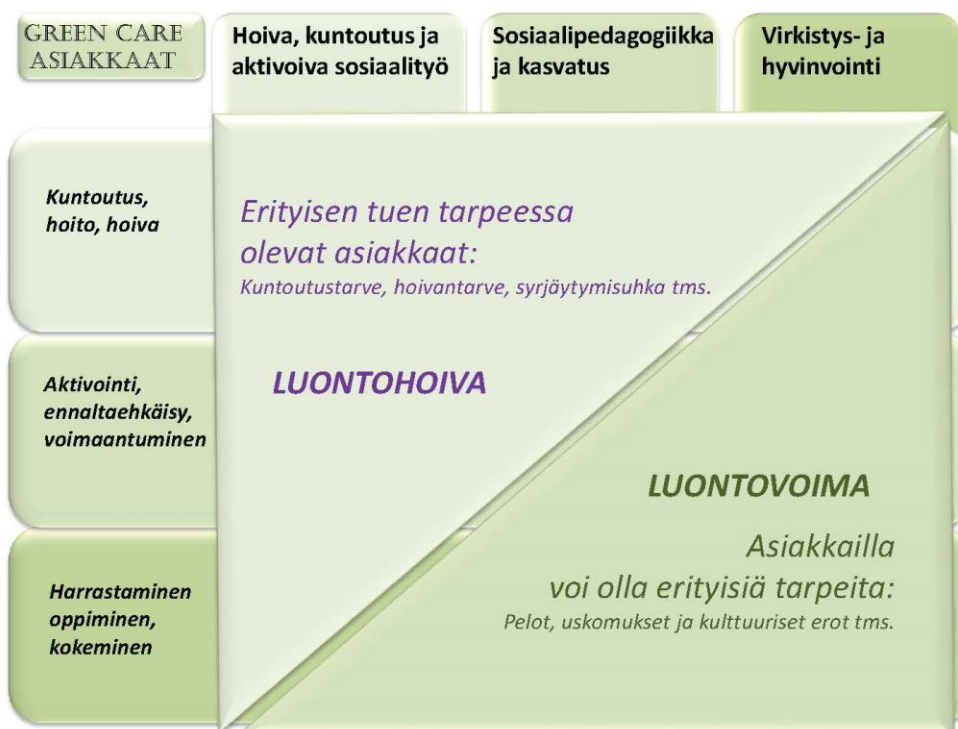 GREEN CARE
ASIAKKAAT
Hoiva, kuntoutus ja
aktivoiva sosiaalityö
Sosiaalipedagogiikka
ja kasvatus
Virkistys- ja
hyvinvointi
Kuntoutus,
hoito, hoiva
Erityisen tuen tarpeessa
olevat asiakkaat:
Kuntoutustarve, hoivantarve, syrjäytymisuhka tms.
LUONTOHOIVA
Aktivointi,
ennaltaehkäisy,
voimaantuminen
LUONTOVOIMA
Asiakkailla
voi olla erityisiä tarpeita:
Pelot, uskomukset ja kulttuuriset erot tms.
Harrastaminen
oppiminen,
kokeminen